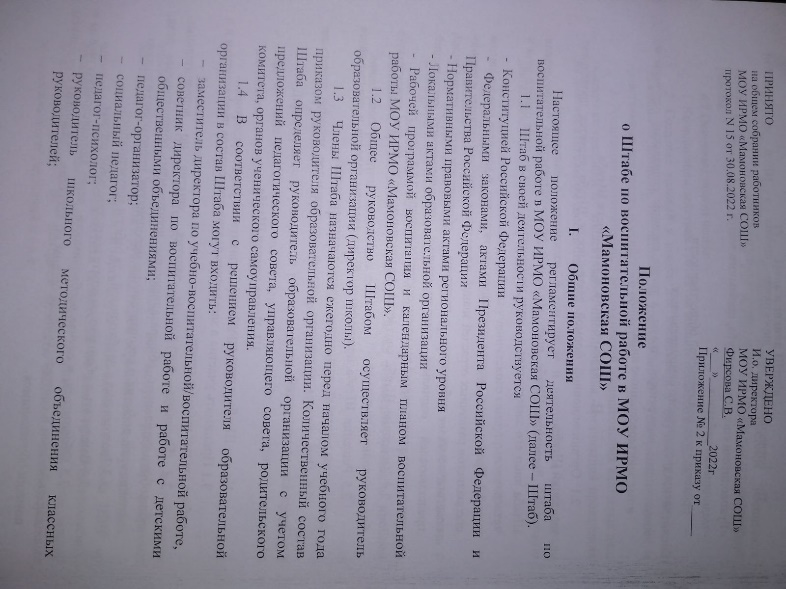 ПРИНЯТО
на общем собрании работников
МОУ ИРМО «Мамоновская СОШ»
протокол N 15 от 30.08.2022 г.
УВЕРЖДЕНО
И.о. директора
МОУ ИРМО «Мамоновская СОШ»
Фирсова С.В.
« ___ » ________ 2022г
Приложение № 2 к приказу от ____
Положение
о Штабе по воспитательной работе в МОУ ИРМО
«Мамоновская СОШ»
I. Общие положения
Настоящее положение регламентирует деятельность штаба по
воспитательной работе в МОУ ИРМО «Мамоновская СОШ» (далее – Штаб).
1.1 Штаб в своей деятельности руководствуется
- Конституцией Российской Федерации
- Федеральными законами, актами Президента Российской Федерации и
Правительства Российской Федерации
- Нормативными правовыми актами регионального уровня
- Локальными актами образовательной организации
- Рабочей программой воспитания и календарным планом воспитательной
работы МОУ ИРМО «Мамоновская СОШ».
1.2 Общее руководство Штабом осуществляет руководитель
образовательной организации (директор школы).
1.3 Члены Штаба назначаются ежегодно перед началом учебного года
приказом руководителя образовательной организации. Количественный состав
Штаба определяет руководитель образовательной организации с учетом
предложений педагогического совета, управляющего совета, родительского
комитета, органов ученического самоуправления.
1.4 В соответствии с решением руководителя образовательной
организации в состав Штаба могут входить:
– заместитель директора по учебно-воспитательной/воспитательной работе,
– советник директора по воспитательной работе и работе с детскими
общественными объединениями;
– педагог-организатор;
– социальный педагог;
– педагог-психолог;
– руководитель школьного методического объединения классных
руководителей;